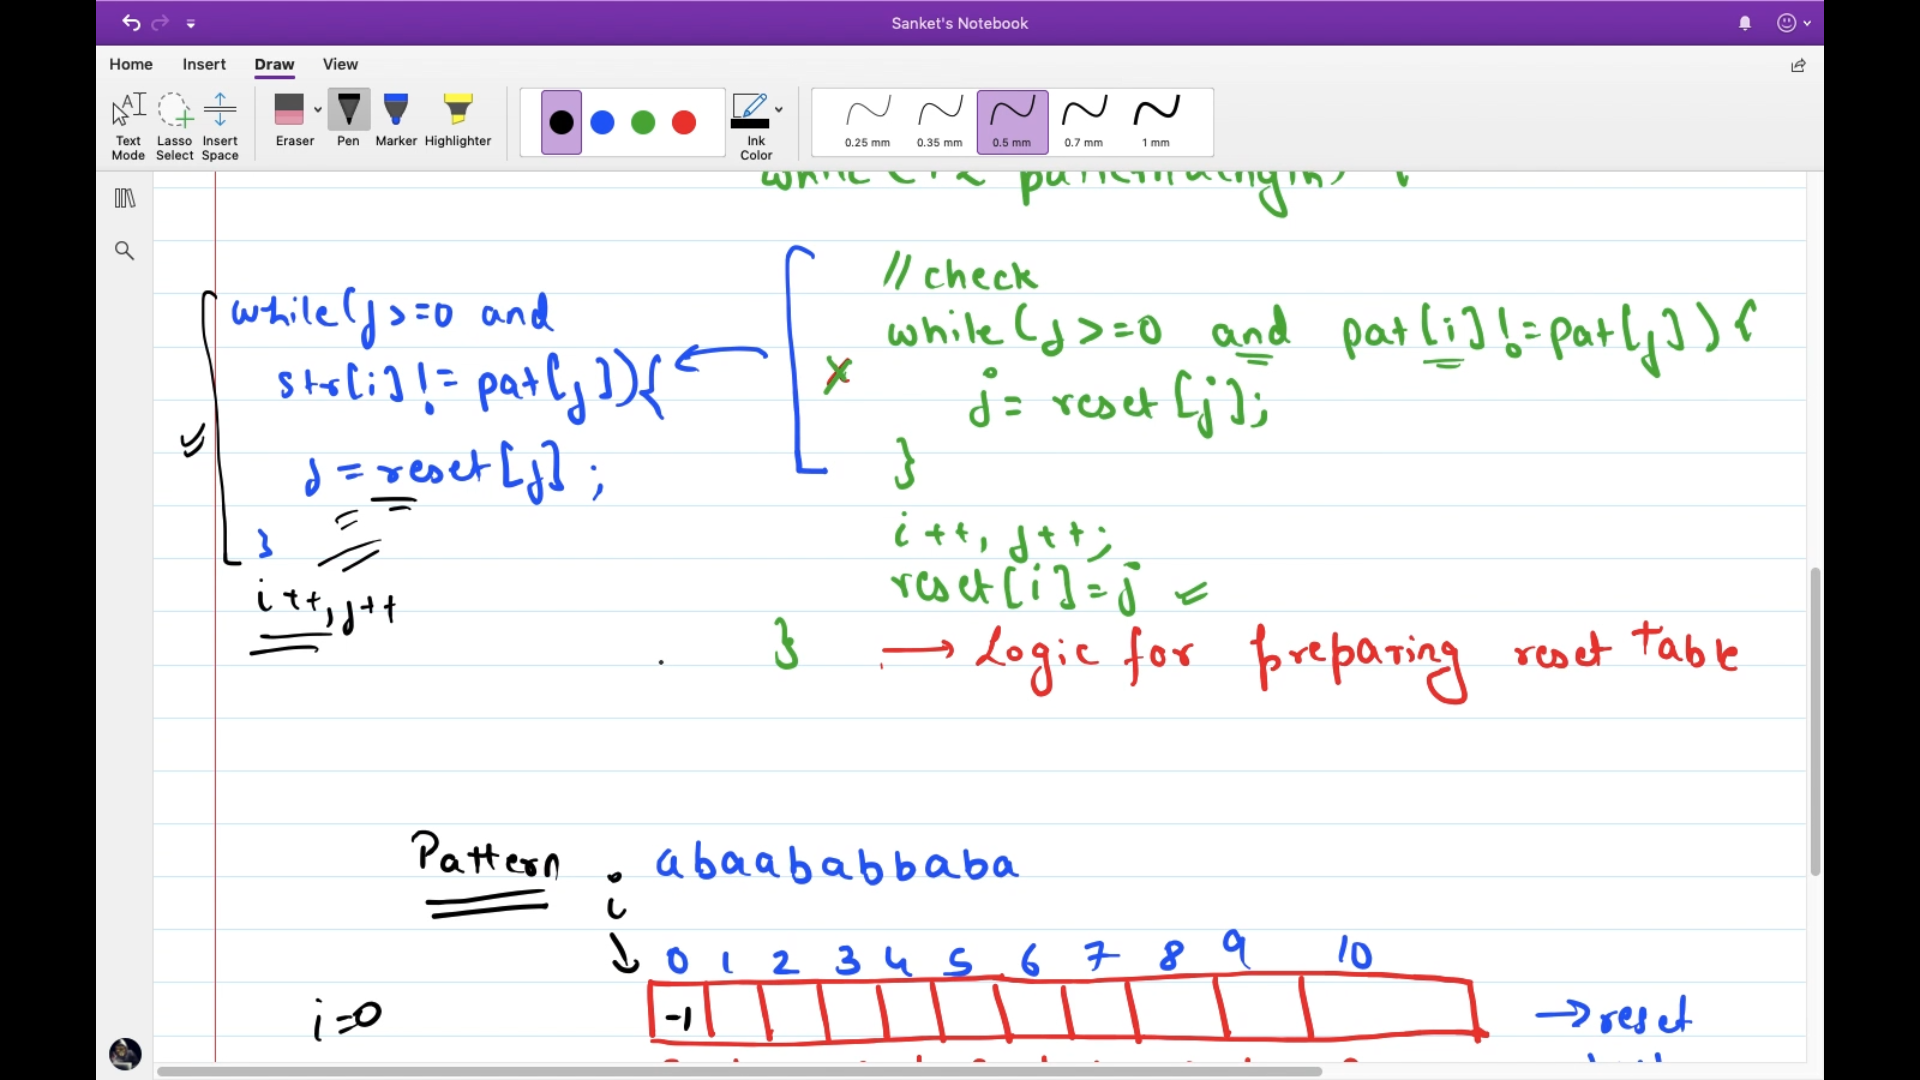 Sanket's Notebook
Home Insert Draw View
Text Mode
Lasso Select
Insert Space
Eraser
Pen
Marker
Highlighter
Ink Color
0.25 mm
0.35 mm
0.5 mm
0.7 mm
1 mm
while(j>=0 and
str[i]!= pat[j]){
j = reset[j];
}
i++, j++
// check
while(j>=0 and pat[i]!=pat[j]){
j= reset[j];
}
i++, j++;
reset[i]=j
}
→ Logic for preparing reset table
Pattern
abaababbaba
i
0 1 2 3 4 5 6 7 8 9 10
i=0
-1
→ reset